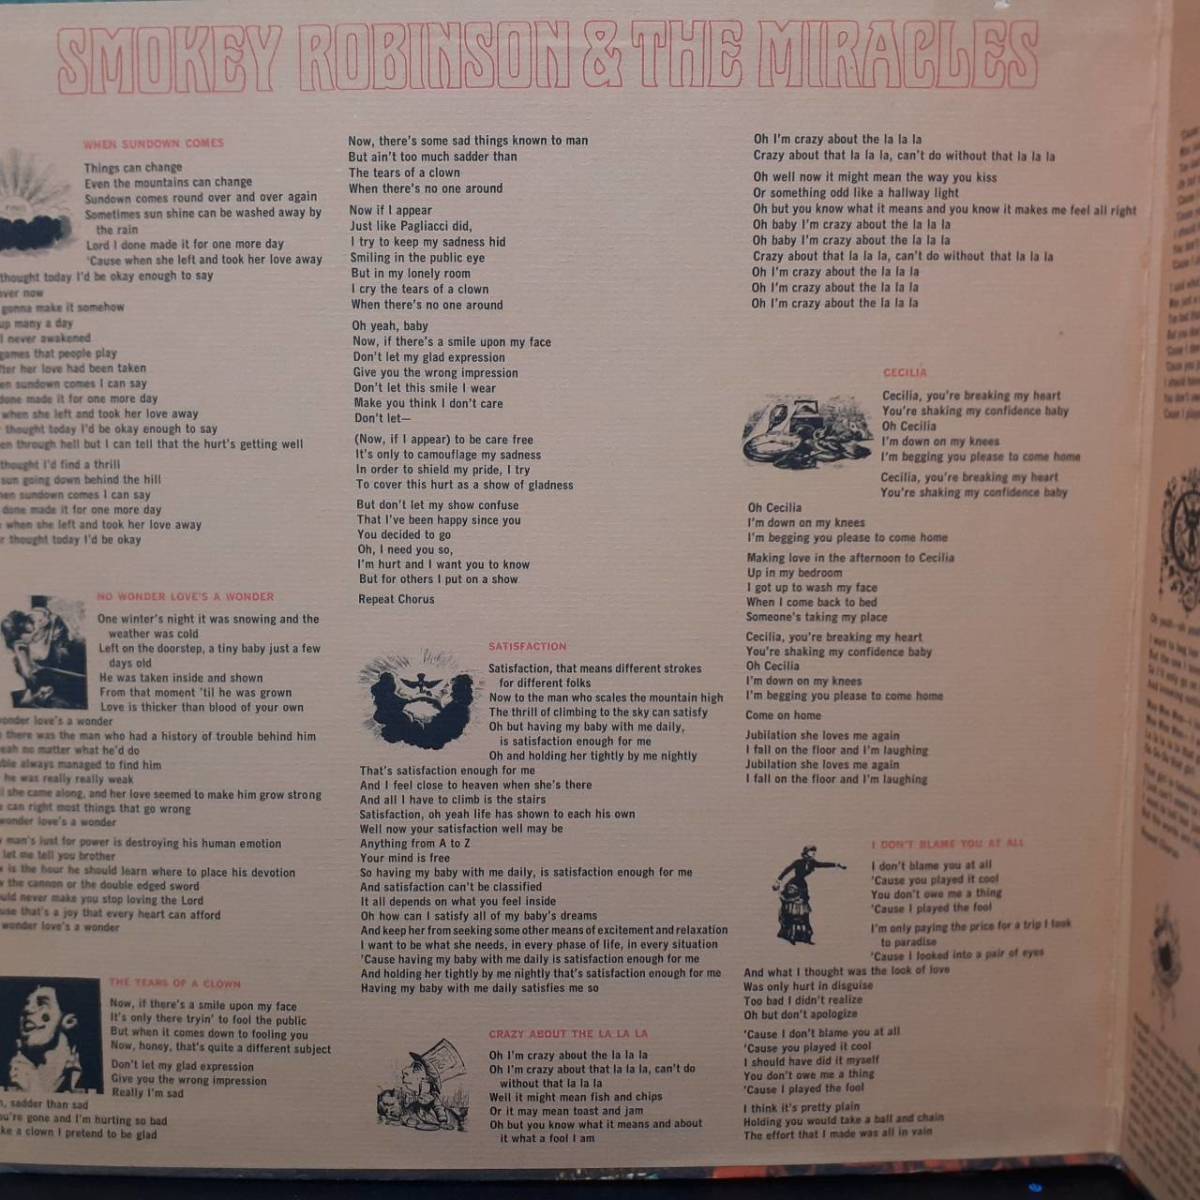 SMOKEY ROBINSON & THE MIRACLES
WHEN SUNDOWN COMES
Things can change
Even the mountains can change
Sundown comes round over and over again
Sometimes sun shine can be washed away by
the rain
Lord I done made it for one more day
'Cause when she left and took her love away
thought today I'd be okay enough to say
over now
gonna make it somehow
up many a day
I never awakened
games that people play
after her love had been taken
when sundown comes I can say
done made it for one more day
when she left and took her love away
thought today I'd be okay enough to say
through hell but I can tell that the hurt's getting well
thought I'd find a thrill
sun going down behind the hill
when sundown comes I can say
done made it for one more day
when she left and took her love away
thought today I'd be okay
NO WONDER LOVE'S A WONDER
One winter's night it was snowing and the
weather was cold
Left on the doorstep, a tiny baby just a few
days old
He was taken inside and shown
From that moment 'til he was grown
Love is thicker than blood of your own
wonder love's a wonder
there was the man who had a history of trouble behind him
yeah no matter what he'd do
always managed to find him
he was really really weak
she came along, and her love seemed to make him grow strong
can right most things that go wrong
wonder love's a wonder
man's lust for power is destroying his human emotion
let me tell you brother
is the hour he should learn where to place his devotion
the cannon or the double edged sword
never make you stop loving the Lord
that's a joy that every heart can afford
wonder love's a wonder
THE TEARS OF A CLOWN
Now, if there's a smile upon my face
It's only there tryin' to fool the public
But when it comes down to fooling you
Now, honey, that's quite a different subject
Don't let my glad expression
Give you the wrong impression
Really I'm sad
sadder than sad
you're gone and I'm hurting so bad
like a clown I pretend to be glad
Now, there's some sad things known to man
But ain't too much sadder than
The tears of a clown
When there's no one around
Now if I appear
Just like Pagliacci did,
I try to keep my sadness hid
Smiling in the public eye
But in my lonely room
I cry the tears of a clown
When there's no one around
Oh yeah, baby
Now, if there's a smile upon my face
Don't let my glad expression
Give you the wrong impression
Don't let this smile I wear
Make you think I don't care
Don't let—
(Now, if I appear) to be care free
It's only to camouflage my sadness
In order to shield my pride, I try
To cover this hurt as a show of gladness
But don't let my show confuse
That I've been happy since you
You decided to go
Oh, I need you so,
I'm hurt and I want you to know
But for others I put on a show
Repeat Chorus
SATISFACTION
Satisfaction, that means different strokes
for different folks
Now to the man who scales the mountain high
The thrill of climbing to the sky can satisfy
Oh but having my baby with me daily,
is satisfaction enough for me
Oh and holding her tightly by me nightly
That's satisfaction enough for me
And I feel close to heaven when she's there
And all I have to climb is the stairs
Satisfaction, oh yeah life has shown to each his own
Well now your satisfaction well may be
Anything from A to Z
Your mind is free
So having my baby with me daily, is satisfaction enough for me
And satisfaction can't be classified
It all depends on what you feel inside
Oh how can I satisfy all of my baby's dreams
And keep her from seeking some other means of excitement and relaxation
I want to be what she needs, in every phase of life, in every situation
'Cause having my baby with me daily is satisfaction enough for me
And holding her tightly by me nightly that's satisfaction enough for me
Having my baby with me daily satisfies me so
CRAZY ABOUT THE LA LA LA
Oh I'm crazy about the la la la
Oh I'm crazy about that la la la, can't do
without that la la la
Well it might mean fish and chips
Or it may mean toast and jam
Oh but you know what it means and about
it what a fool I am
Oh I'm crazy about the la la la
Crazy about that la la la, can't do without that la la la
Oh well now it might mean the way you kiss
Or something odd like a hallway light
Oh but you know what it means and you know it makes me feel all right
Oh baby I'm crazy about the la la la
Oh baby I'm crazy about the la la la
Crazy about that la la la, can't do without that la la la
Oh I'm crazy about the la la la
Oh I'm crazy about the la la la
Oh I'm crazy about the la la la
CECILIA
Cecilia, you're breaking my heart
You're shaking my confidence baby
Oh Cecilia
I'm down on my knees
I'm begging you please to come home
Cecilia, you're breaking my heart
You're shaking my confidence baby
Oh Cecilia
I'm down on my knees
I'm begging you please to come home
Making love in the afternoon to Cecilia
Up in my bedroom
I got up to wash my face
When I come back to bed
Someone's taking my place
Cecilia, you're breaking my heart
You're shaking my confidence baby
Oh Cecilia
I'm down on my knees
I'm begging you please to come home
Come on home
Jubilation she loves me again
I fall on the floor and I'm laughing
Jubilation she loves me again
I fall on the floor and I'm laughing
I DON'T BLAME YOU AT ALL
I don't blame you at all
'Cause you played it cool
You don't owe me a thing
'Cause I played the fool
I'm only paying the price for a trip I took
to paradise
'Cause I looked into a pair of eyes
And what I thought was the look of love
Was only hurt in disguise
Too bad I didn't realize
Oh but don't apologize
'Cause I don't blame you at all
'Cause you played it cool
I should have did it myself
You don't owe me a thing
'Cause I played the fool
I think it's pretty plain
Holding you would take a ball and chain
The effort that I made was all in vain